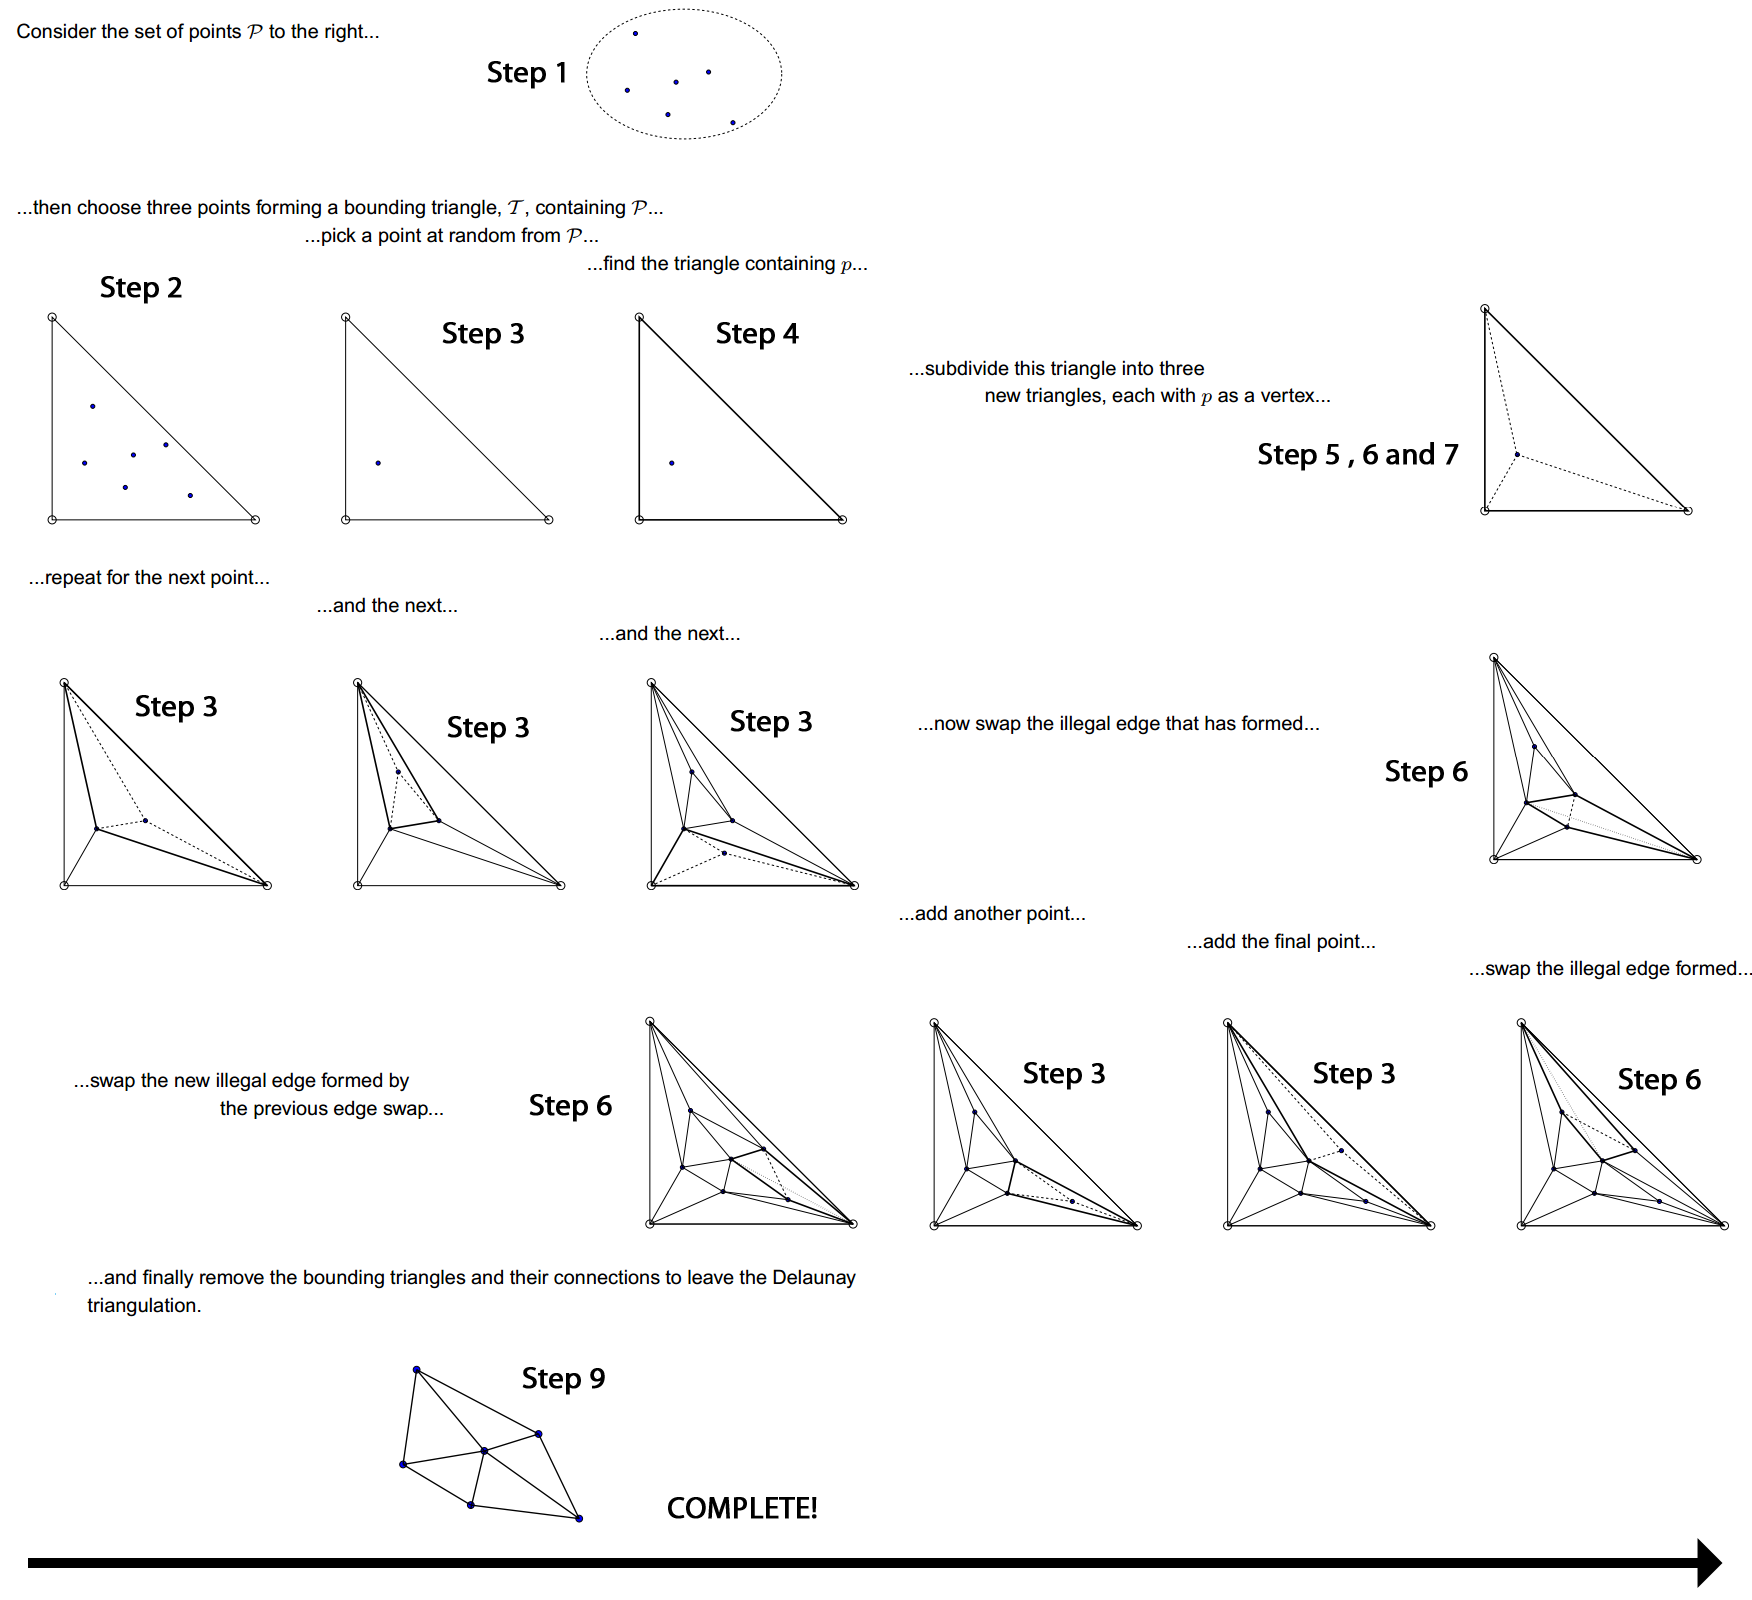 Consider the set of points 𝒫 to the right...
Step 1
...then choose three points forming a bounding triangle, 𝒯, containing 𝒫...
...pick a point at random from 𝒫...
...find the triangle containing p...
Step 2
Step 3
Step 4
...subdivide this triangle into three
new triangles, each with p as a vertex...
Step 5 , 6 and 7
...repeat for the next point...
...and the next...
...and the next...
Step 3
Step 3
Step 3
...now swap the illegal edge that has formed...
Step 6
...add another point...
...add the final point...
...swap the illegal edge formed...
...swap the new illegal edge formed by
the previous edge swap...
Step 6
Step 3
Step 3
Step 6
...and finally remove the bounding triangles and their connections to leave the Delaunay
triangulation.
Step 9
COMPLETE!